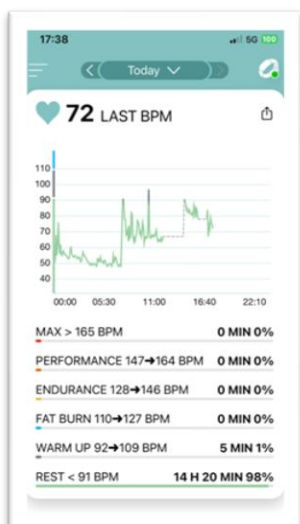 17:38 5G 100
Today
72 LAST BPM
110
100
90
80
70
60
50
40
00:00 05:30 11:00 16:40 22:10
MAX > 165 BPM 0 MIN 0%
PERFORMANCE 147➔164 BPM 0 MIN 0%
ENDURANCE 128➔146 BPM 0 MIN 0%
FAT BURN 110➔127 BPM 0 MIN 0%
WARM UP 92➔109 BPM 5 MIN 1%
REST < 91 BPM 14 H 20 MIN 98%